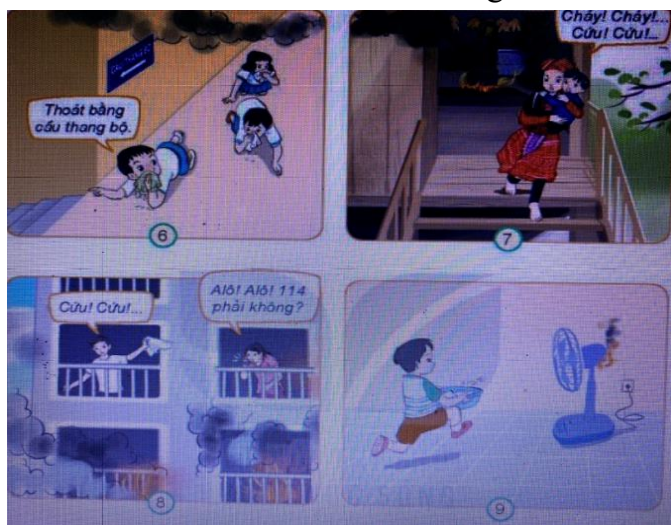 Thoát bằng
cầu thang bộ.
6
Cháy! Cháy!...
Cứu! Cứu!...
7
Cứu! Cứu!...
Alô! Alô! 114
phải không?
8
9